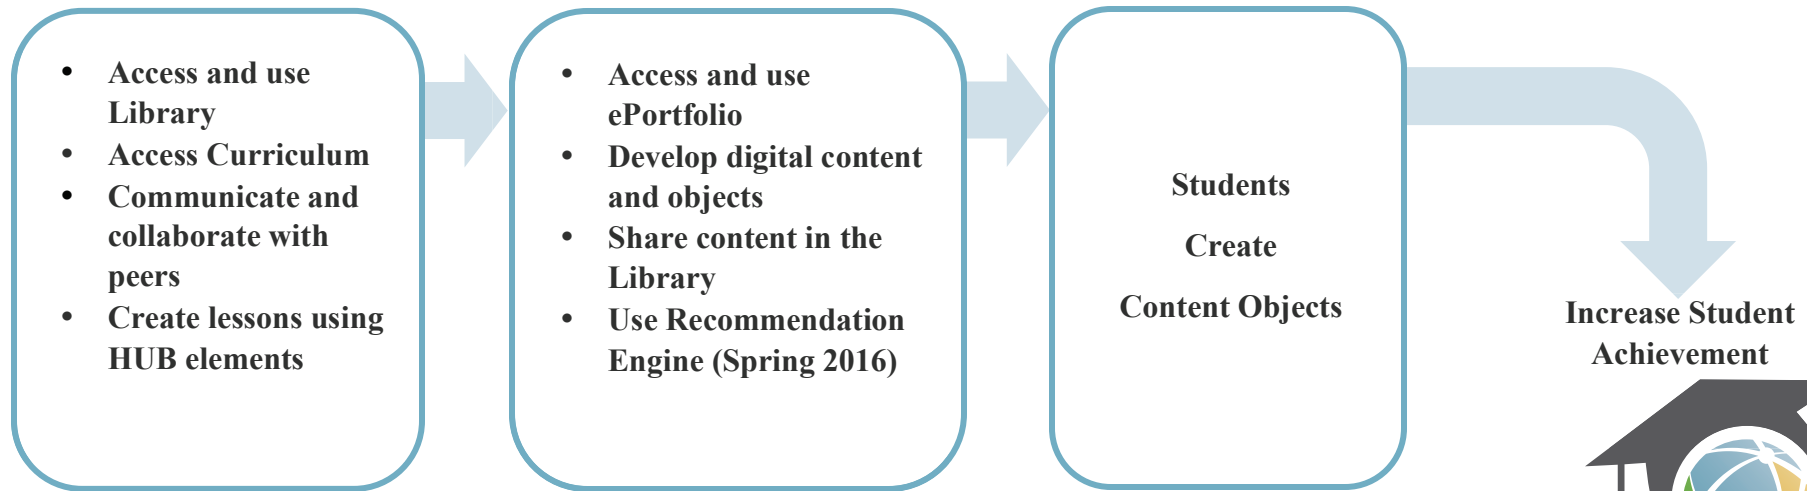 • Access and use
Library
• Access Curriculum
• Communicate and
collaborate with
peers
• Create lessons using
HUB elements
• Access and use
ePortfolio
• Develop digital content
and objects
• Share content in the
Library
• Use Recommendation
Engine (Spring 2016)
Students
Create
Content Objects
Increase Student
Achievement